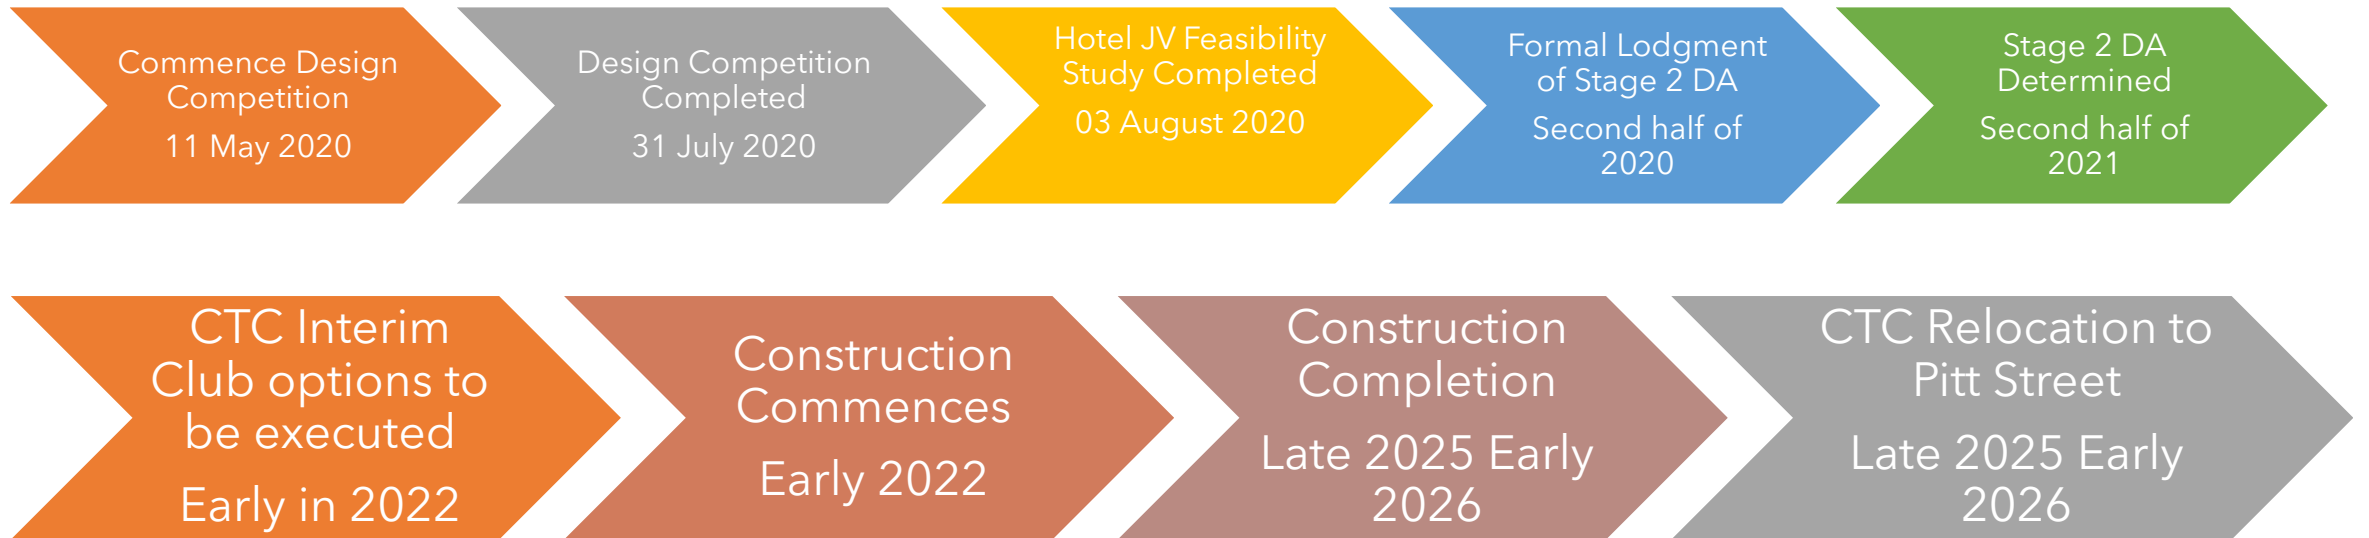 Commence Design
Competition
11 May 2020
Design Competition
Completed
31 July 2020
Hotel JV Feasibility
Study Completed
03 August 2020
Formal Lodgment
of Stage 2 DA
Second half of
2020
Stage 2 DA
Determined
Second half of
2021
CTC Interim
Club options to
be executed
Early in 2022
Construction
Commences
Early 2022
Construction
Completion
Late 2025 Early
2026
CTC Relocation to
Pitt Street
Late 2025 Early
2026